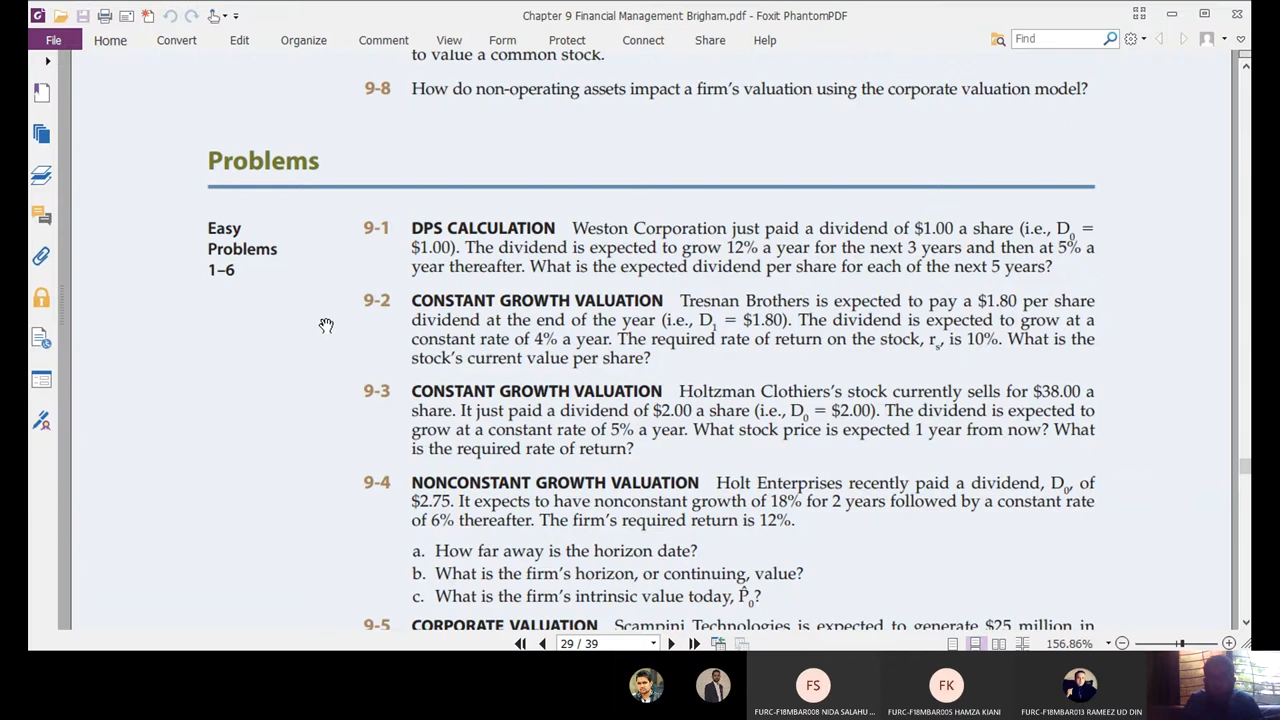 Chapter 9 Financial Management Brigham.pdf - Foxit PhantomPDF
File Home Convert Edit Organize Comment View Form Protect Connect Share Help Find
to value a common stock.
9-8 How do non-operating assets impact a firm's valuation using the corporate valuation model?
Problems
Easy
Problems
1–6
9-1 DPS CALCULATION Weston Corporation just paid a dividend of $1.00 a share (i.e., D0 =
$1.00). The dividend is expected to grow 12% a year for the next 3 years and then at 5% a
year thereafter. What is the expected dividend per share for each of the next 5 years?
9-2 CONSTANT GROWTH VALUATION Tresnan Brothers is expected to pay a $1.80 per share
dividend at the end of the year (i.e., D1 = $1.80). The dividend is expected to grow at a
constant rate of 4% a year. The required rate of return on the stock, rs, is 10%. What is the
stock's current value per share?
9-3 CONSTANT GROWTH VALUATION Holtzman Clothiers's stock currently sells for $38.00 a
share. It just paid a dividend of $2.00 a share (i.e., D0 = $2.00). The dividend is expected to
grow at a constant rate of 5% a year. What stock price is expected 1 year from now? What
is the required rate of return?
9-4 NONCONSTANT GROWTH VALUATION Holt Enterprises recently paid a dividend, D0, of
$2.75. It expects to have nonconstant growth of 18% for 2 years followed by a constant rate
of 6% thereafter. The firm's required return is 12%.
a. How far away is the horizon date?
b. What is the firm's horizon, or continuing, value?
c. What is the firm's intrinsic value today, P̂0?
9-5 CORPORATE VALUATION Scampini Technologies is expected to generate $25 million in
29 / 39
156.86%
FS
FK
FURC-F18MBAR008 NIDA SALAHU ...
FURC-F18MBAR005 HAMZA KIANI
FURC-F18MBAR013 RAMEEZ UD DIN